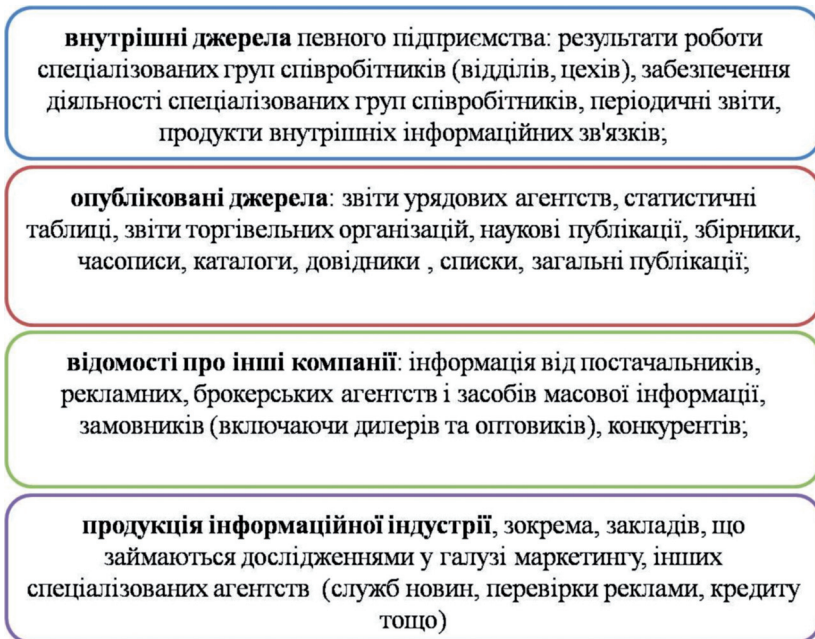 внутрішні джерела певного підприємства: результати роботи
спеціалізованих груп співробітників (відділів, цехів), забезпечення
діяльності спеціалізованих груп співробітників, періодичні звіти,
продукти внутрішніх інформаційних зв'язків;
опубліковані джерела: звіти урядових агентств, статистичні
таблиці, звіти торгівельних організацій, наукові публікації, збірники,
часописи, каталоги, довідники , списки, загальні публікації;
відомості про інші компанії: інформація від постачальників,
рекламних, брокерських агентств і засобів масової інформації,
замовників (включаючи дилерів та оптовиків), конкурентів;
продукція інформаційної індустрії, зокрема, закладів, що
займаються дослідженнями у галузі маркетингу, інших
спеціалізованих агентств (служб новин, перевірки реклами, кредиту
тощо)